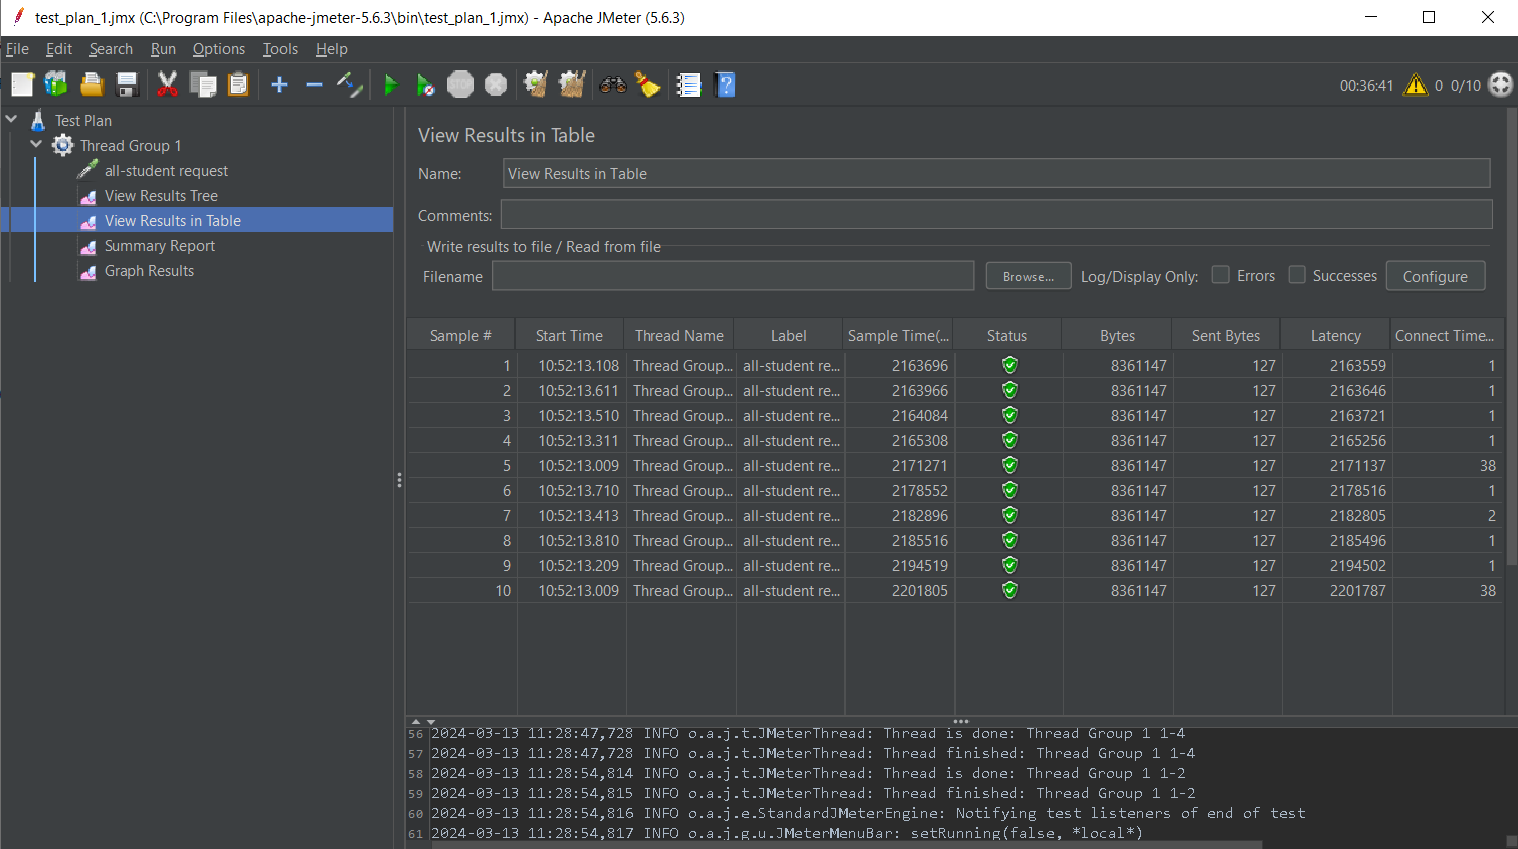 test_plan_1.jmx (C:\Program Files\apache-jmeter-5.6.3\bin\test_plan_1.jmx) - Apache JMeter (5.6.3)
File Edit Search Run Options Tools Help
STOP 00:36:41 0 0/10
Test Plan
Thread Group 1
all-student request
View Results Tree
View Results in Table
Summary Report
Graph Results
View Results in Table
Name: View Results in Table
Comments:
Write results to file / Read from file
Filename Browse... Log/Display Only: Errors Successes Configure
Sample # Start Time Thread Name Label Sample Time(... Status Bytes Sent Bytes Latency Connect Time...
1 10:52:13.108 Thread Group... all-student re... 2163696 8361147 127 2163559 1
2 10:52:13.611 Thread Group... all-student re... 2163966 8361147 127 2163646 1
3 10:52:13.510 Thread Group... all-student re... 2164084 8361147 127 2163721 1
4 10:52:13.311 Thread Group... all-student re... 2165308 8361147 127 2165256 1
5 10:52:13.009 Thread Group... all-student re... 2171271 8361147 127 2171137 38
6 10:52:13.710 Thread Group... all-student re... 2178552 8361147 127 2178516 1
7 10:52:13.413 Thread Group... all-student re... 2182896 8361147 127 2182805 2
8 10:52:13.810 Thread Group... all-student re... 2185516 8361147 127 2185496 1
9 10:52:13.209 Thread Group... all-student re... 2194519 8361147 127 2194502 1
10 10:52:13.009 Thread Group... all-student re... 2201805 8361147 127 2201787 38
56 2024-03-13 11:28:47,728 INFO o.a.j.t.JMeterThread: Thread is done: Thread Group 1 1-4
57 2024-03-13 11:28:47,728 INFO o.a.j.t.JMeterThread: Thread finished: Thread Group 1 1-4
58 2024-03-13 11:28:54,814 INFO o.a.j.t.JMeterThread: Thread is done: Thread Group 1 1-2
59 2024-03-13 11:28:54,815 INFO o.a.j.t.JMeterThread: Thread finished: Thread Group 1 1-2
60 2024-03-13 11:28:54,816 INFO o.a.j.e.StandardJMeterEngine: Notifying test listeners of end of test
61 2024-03-13 11:28:54,817 INFO o.a.j.g.u.JMeterMenuBar: setRunning(false, *local*)